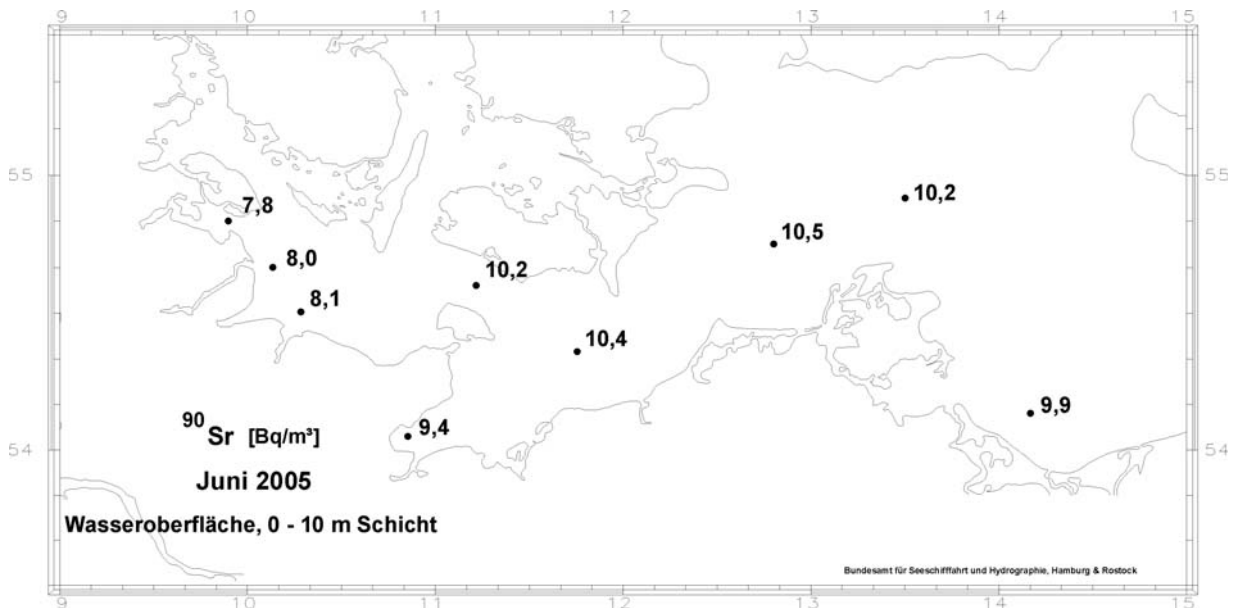 9 10 11 12 13 14 15
55 55
10,2
7,8
10,5
8,0
10,2
8,1
10,4
9,9
9,4
⁹⁰Sr [Bq/m³]
54 54
Juni 2005
Wasseroberfläche, 0 - 10 m Schicht
Bundesamt für Seeschifffahrt und Hydrographie, Hamburg & Rostock
9 10 11 12 13 14 15